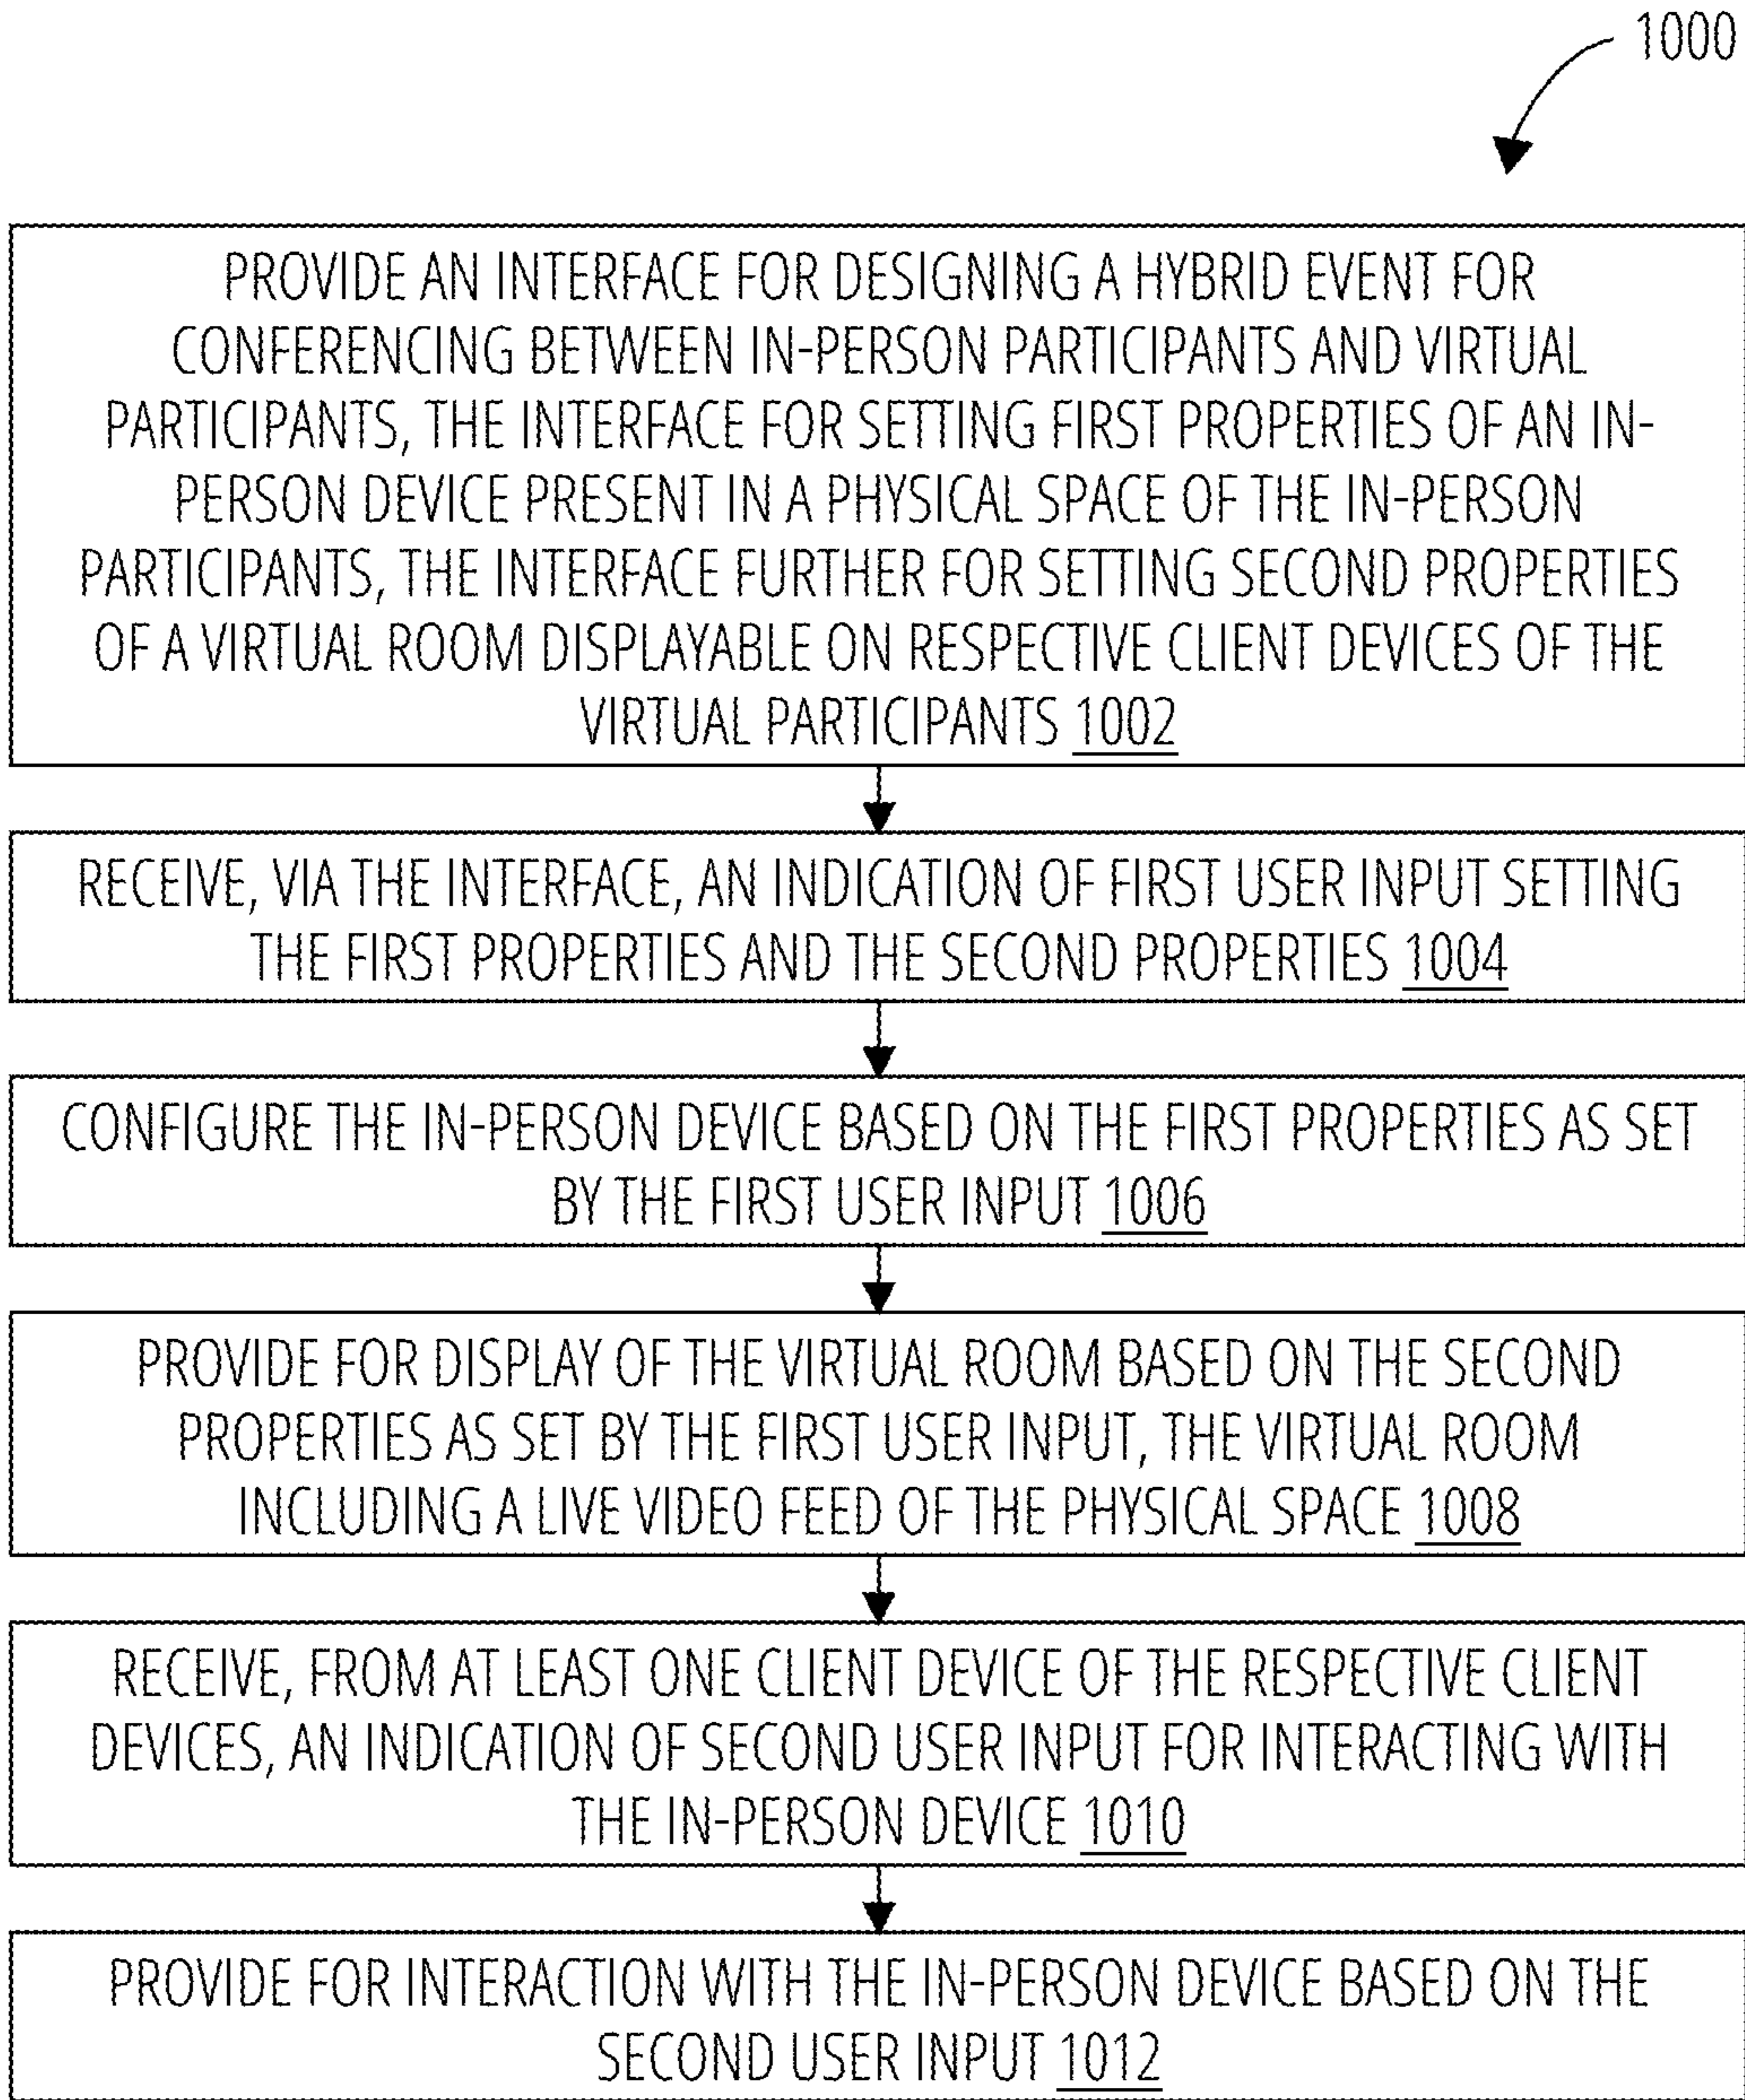 1000
PROVIDE AN INTERFACE FOR DESIGNING A HYBRID EVENT FOR
CONFERENCING BETWEEN IN-PERSON PARTICIPANTS AND VIRTUAL
PARTICIPANTS, THE INTERFACE FOR SETTING FIRST PROPERTIES OF AN IN-
PERSON DEVICE PRESENT IN A PHYSICAL SPACE OF THE IN-PERSON
PARTICIPANTS, THE INTERFACE FURTHER FOR SETTING SECOND PROPERTIES
OF A VIRTUAL ROOM DISPLAYABLE ON RESPECTIVE CLIENT DEVICES OF THE
VIRTUAL PARTICIPANTS 1002
RECEIVE, VIA THE INTERFACE, AN INDICATION OF FIRST USER INPUT SETTING
THE FIRST PROPERTIES AND THE SECOND PROPERTIES 1004
CONFIGURE THE IN-PERSON DEVICE BASED ON THE FIRST PROPERTIES AS SET
BY THE FIRST USER INPUT 1006
PROVIDE FOR DISPLAY OF THE VIRTUAL ROOM BASED ON THE SECOND
PROPERTIES AS SET BY THE FIRST USER INPUT, THE VIRTUAL ROOM
INCLUDING A LIVE VIDEO FEED OF THE PHYSICAL SPACE 1008
RECEIVE, FROM AT LEAST ONE CLIENT DEVICE OF THE RESPECTIVE CLIENT
DEVICES, AN INDICATION OF SECOND USER INPUT FOR INTERACTING WITH
THE IN-PERSON DEVICE 1010
PROVIDE FOR INTERACTION WITH THE IN-PERSON DEVICE BASED ON THE
SECOND USER INPUT 1012